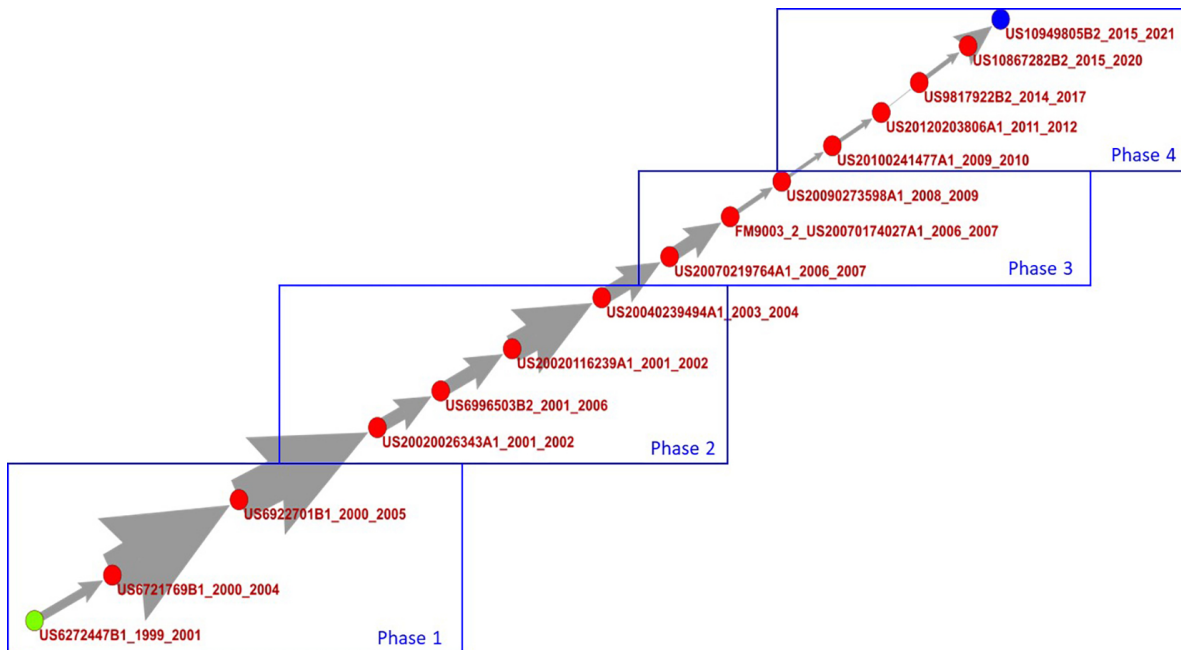 US10949805B2_2015_2021
US10867282B2_2015_2020
US9817922B2_2014_2017
US20120203806A1_2011_2012
US20100241477A1_2009_2010
Phase 4
US20090273598A1_2008_2009
FM9003_2_US20070174027A1_2006_2007
US20070219764A1_2006_2007
Phase 3
US20040239494A1_2003_2004
US20020116239A1_2001_2002
US6996503B2_2001_2006
US20020026343A1_2001_2002
Phase 2
US6922701B1_2000_2005
US6721769B1_2000_2004
US6272447B1_1999_2001
Phase 1